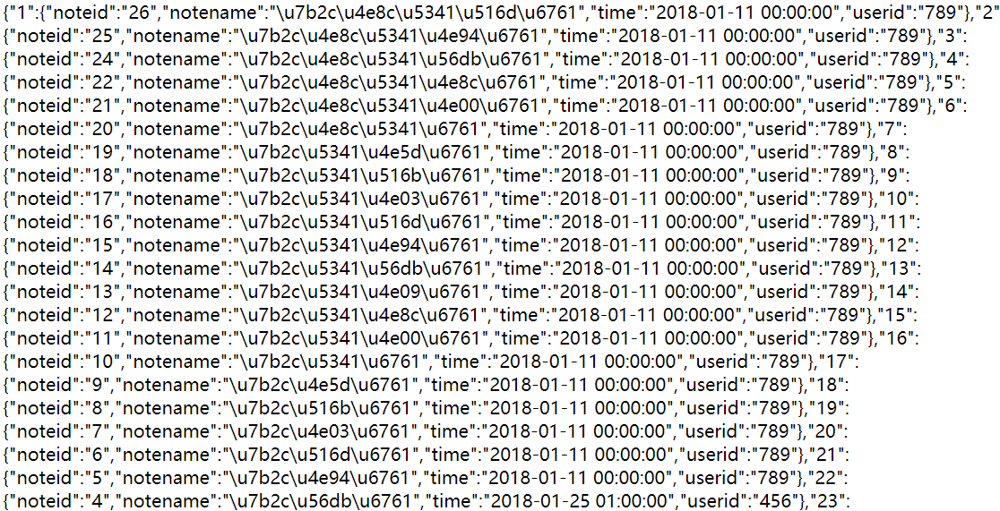 {"1":{"noteid":"26","notename":"\u7b2c\u4e8c\u5341\u516d\u6761","time":"2018-01-11 00:00:00","userid":"789"},"2"
{"noteid":"25","notename":"\u7b2c\u4e8c\u5341\u4e94\u6761","time":"2018-01-11 00:00:00","userid":"789"},"3":
{"noteid":"24","notename":"\u7b2c\u4e8c\u5341\u56db\u6761","time":"2018-01-11 00:00:00","userid":"789"},"4":
{"noteid":"22","notename":"\u7b2c\u4e8c\u5341\u4e8c\u6761","time":"2018-01-11 00:00:00","userid":"789"},"5":
{"noteid":"21","notename":"\u7b2c\u4e8c\u5341\u4e00\u6761","time":"2018-01-11 00:00:00","userid":"789"},"6":
{"noteid":"20","notename":"\u7b2c\u4e8c\u5341\u6761","time":"2018-01-11 00:00:00","userid":"789"},"7":
{"noteid":"19","notename":"\u7b2c\u5341\u4e5d\u6761","time":"2018-01-11 00:00:00","userid":"789"},"8":
{"noteid":"18","notename":"\u7b2c\u5341\u516b\u6761","time":"2018-01-11 00:00:00","userid":"789"},"9":
{"noteid":"17","notename":"\u7b2c\u5341\u4e03\u6761","time":"2018-01-11 00:00:00","userid":"789"},"10":
{"noteid":"16","notename":"\u7b2c\u5341\u516d\u6761","time":"2018-01-11 00:00:00","userid":"789"},"11":
{"noteid":"15","notename":"\u7b2c\u5341\u4e94\u6761","time":"2018-01-11 00:00:00","userid":"789"},"12":
{"noteid":"14","notename":"\u7b2c\u5341\u56db\u6761","time":"2018-01-11 00:00:00","userid":"789"},"13":
{"noteid":"13","notename":"\u7b2c\u5341\u4e09\u6761","time":"2018-01-11 00:00:00","userid":"789"},"14":
{"noteid":"12","notename":"\u7b2c\u5341\u4e8c\u6761","time":"2018-01-11 00:00:00","userid":"789"},"15":
{"noteid":"11","notename":"\u7b2c\u5341\u4e00\u6761","time":"2018-01-11 00:00:00","userid":"789"},"16":
{"noteid":"10","notename":"\u7b2c\u5341\u6761","time":"2018-01-11 00:00:00","userid":"789"},"17":
{"noteid":"9","notename":"\u7b2c\u4e5d\u6761","time":"2018-01-11 00:00:00","userid":"789"},"18":
{"noteid":"8","notename":"\u7b2c\u516b\u6761","time":"2018-01-11 00:00:00","userid":"789"},"19":
{"noteid":"7","notename":"\u7b2c\u4e03\u6761","time":"2018-01-11 00:00:00","userid":"789"},"20":
{"noteid":"6","notename":"\u7b2c\u516d\u6761","time":"2018-01-11 00:00:00","userid":"789"},"21":
{"noteid":"5","notename":"\u7b2c\u4e94\u6761","time":"2018-01-11 00:00:00","userid":"789"},"22":
{"noteid":"4","notename":"\u7b2c\u56db\u6761","time":"2018-01-25 01:00:00","userid":"456"},"23":